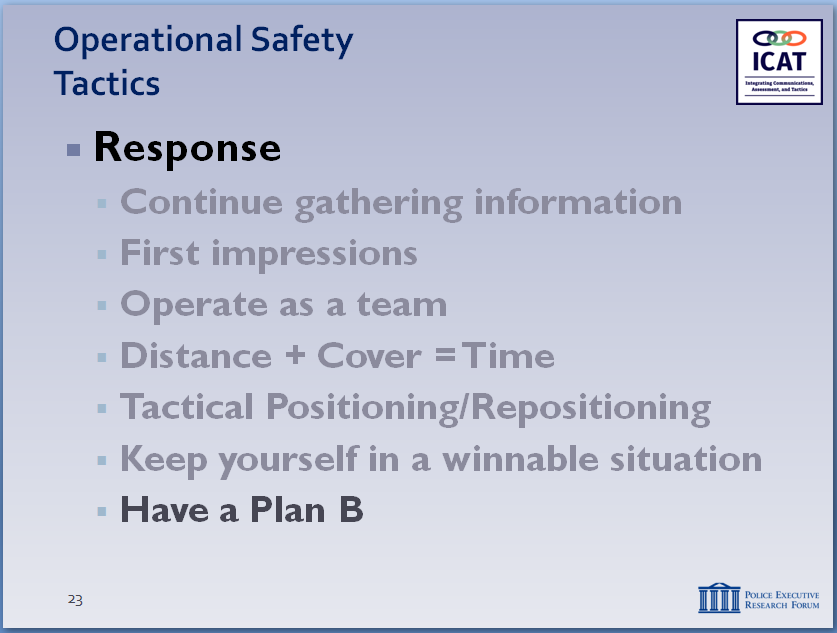 Operational Safety
Tactics
ICAT
Integrating Communications,
Assessment, and Tactics
Response
Continue gathering information
First impressions
Operate as a team
Distance + Cover = Time
Tactical Positioning/Repositioning
Keep yourself in a winnable situation
Have a Plan B
23
POLICE EXECUTIVE
RESEARCH FORUM